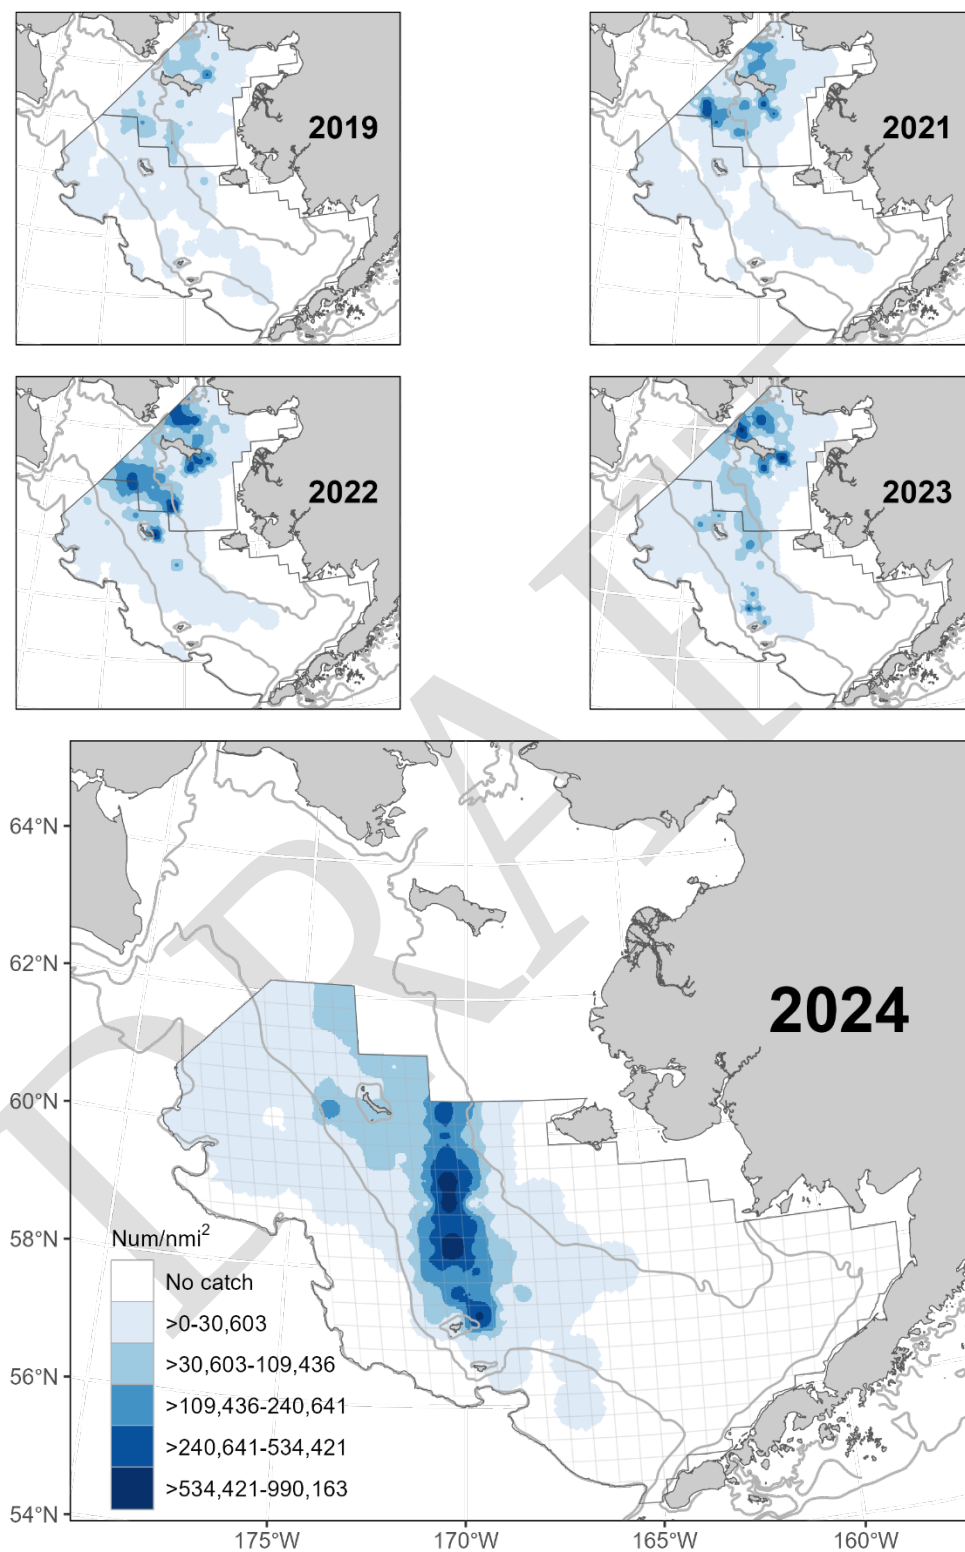 2019
2021
2022
2023
DRAFT
2024
64°N
62°N
60°N
58°N
56°N
54°N
Num/nmi²
No catch
>0-30,603
>30,603-109,436
>109,436-240,641
>240,641-534,421
>534,421-990,163
175°W
170°W
165°W
160°W